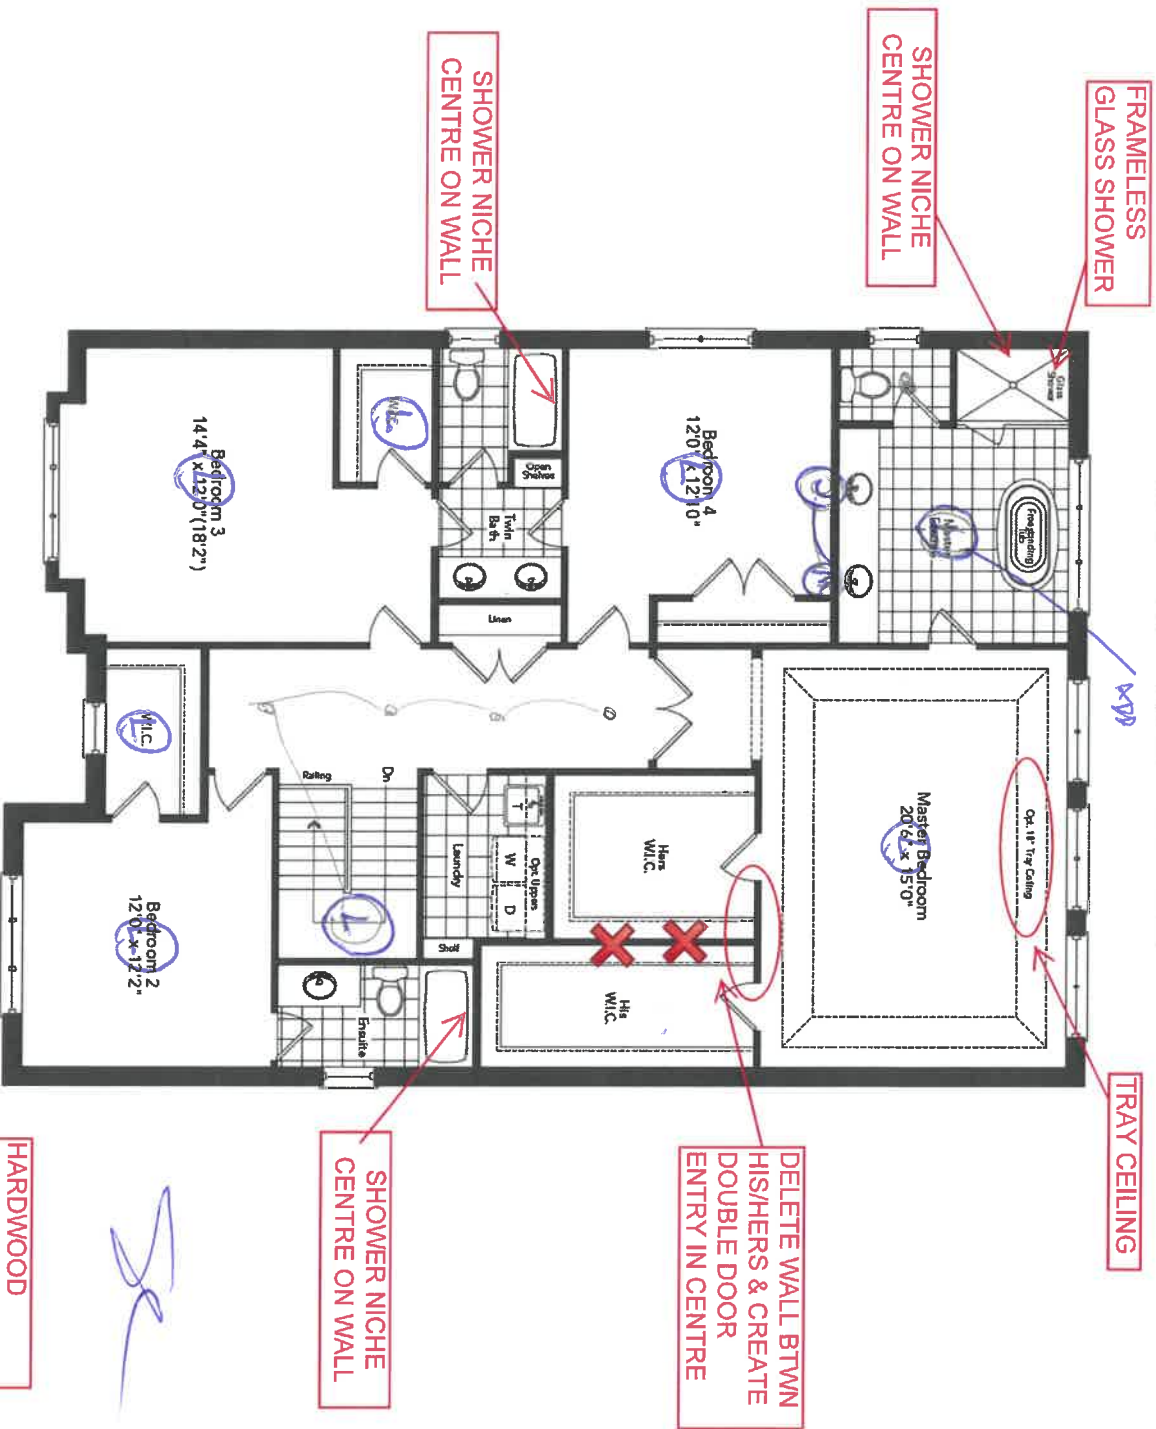 FRAMELESS
GLASS SHOWER
SHOWER NICHE
CENTRE ON WALL
SHOWER NICHE
CENTRE ON WALL
TRAY CEILING
DELETE WALL BTWN
HIS/HERS & CREATE
DOUBLE DOOR
ENTRY IN CENTRE
SHOWER NICHE
CENTRE ON WALL
HARDWOOD
Glass
Shower
Freestanding
Tub
ADD
Opt. 18" Tray Ceiling
Master Bedroom
20'6" x 15'0"
Bedroom 4
12'0" x 12'10"
Open
Shelves
Twin
Bath
Linen
Hers
W.I.C.
His
W.I.C.
Opt Uppers
T
W
D
Laundry
Shelf
Dn
Railing
L
Bedroom 3
14'4" x 12'0"(18'2")
L
L
L
W.I.C.
Ensuite
Bedroom 2
12'0" x 12'2"